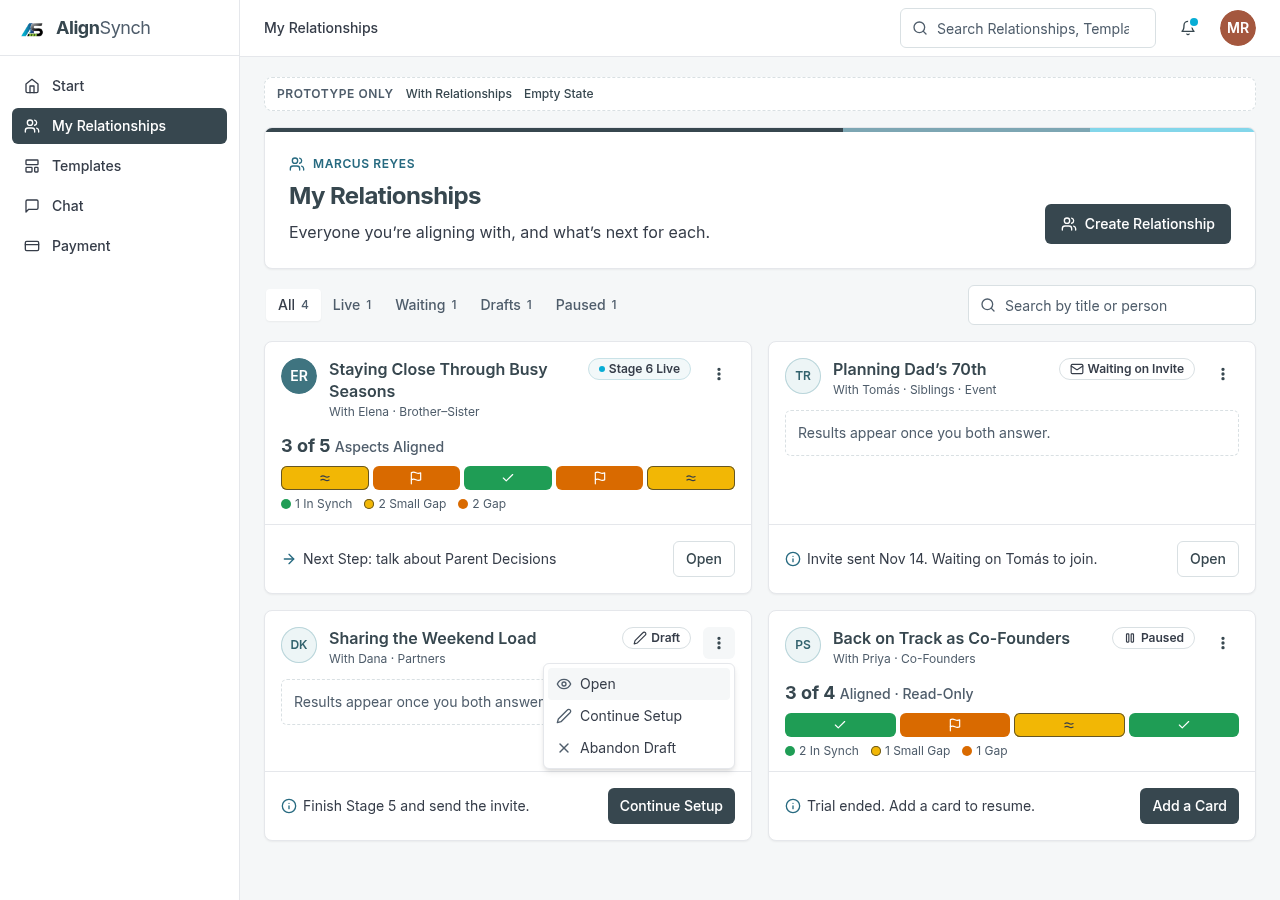 AlignSynch
My Relationships
Search Relationships, Templa
MR
Start
My Relationships
Templates
Chat
Payment
PROTOTYPE ONLY With Relationships Empty State
MARCUS REYES
My Relationships
Everyone you’re aligning with, and what’s next for each.
Create Relationship
All 4 Live 1 Waiting 1 Drafts 1 Paused 1
Search by title or person
ER
Staying Close Through Busy
Seasons
Stage 6 Live
With Elena · Brother–Sister
3 of 5 Aspects Aligned
1 In Synch 2 Small Gap 2 Gap
Next Step: talk about Parent Decisions
Open
TR
Planning Dad’s 70th
Waiting on Invite
With Tomás · Siblings · Event
Results appear once you both answer.
Invite sent Nov 14. Waiting on Tomás to join.
Open
DK
Sharing the Weekend Load
Draft
With Dana · Partners
Results appear once you both answer
Open
Continue Setup
Abandon Draft
Finish Stage 5 and send the invite.
Continue Setup
PS
Back on Track as Co-Founders
Paused
With Priya · Co-Founders
3 of 4 Aligned · Read-Only
2 In Synch 1 Small Gap 1 Gap
Trial ended. Add a card to resume.
Add a Card